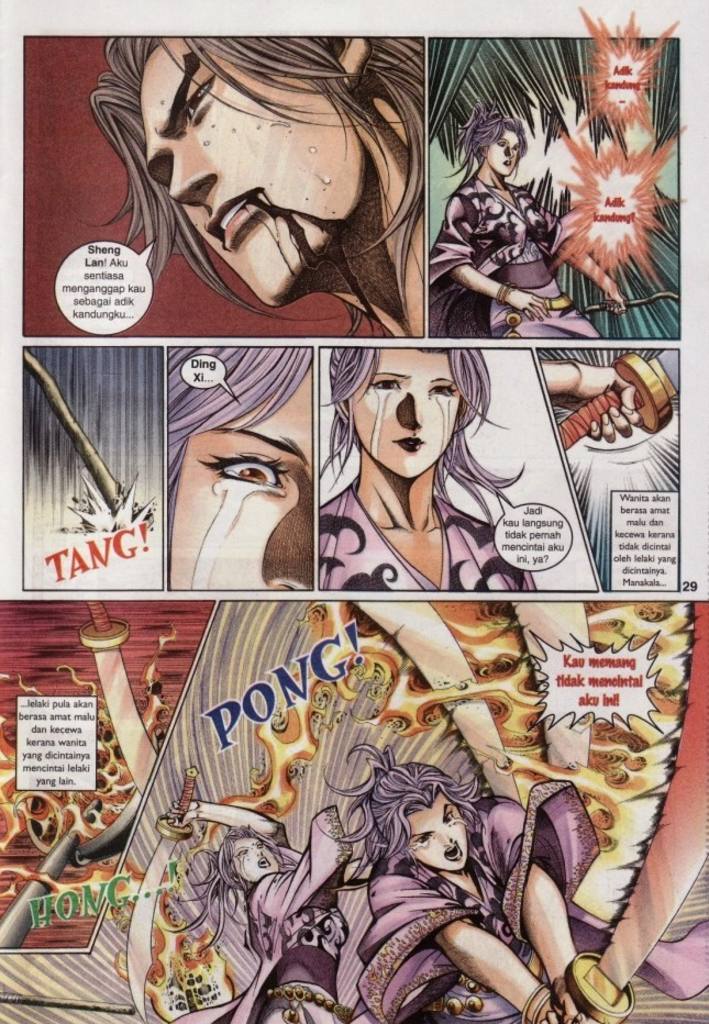 Sheng
Lan! Aku
sentiasa
menganggap kau
sebagai adik
kandungku...
Adik
kandung
...
Adik
kandung?
TANG!
Ding
Xi...
Jadi
kau langsung
tidak pernah
mencintai aku
ini, ya?
Wanita akan
berasa amat
malu dan
kecewa kerana
tidak dicintai
oleh lelaki yang
dicintainya.
Manakala...
29
...lelaki pula akan
berasa amat malu
dan kecewa
kerana wanita
yang dicintainya
mencintai lelaki
yang lain.
PONG!
Kau memang
tidak mencintai
aku ini!
HONG...!